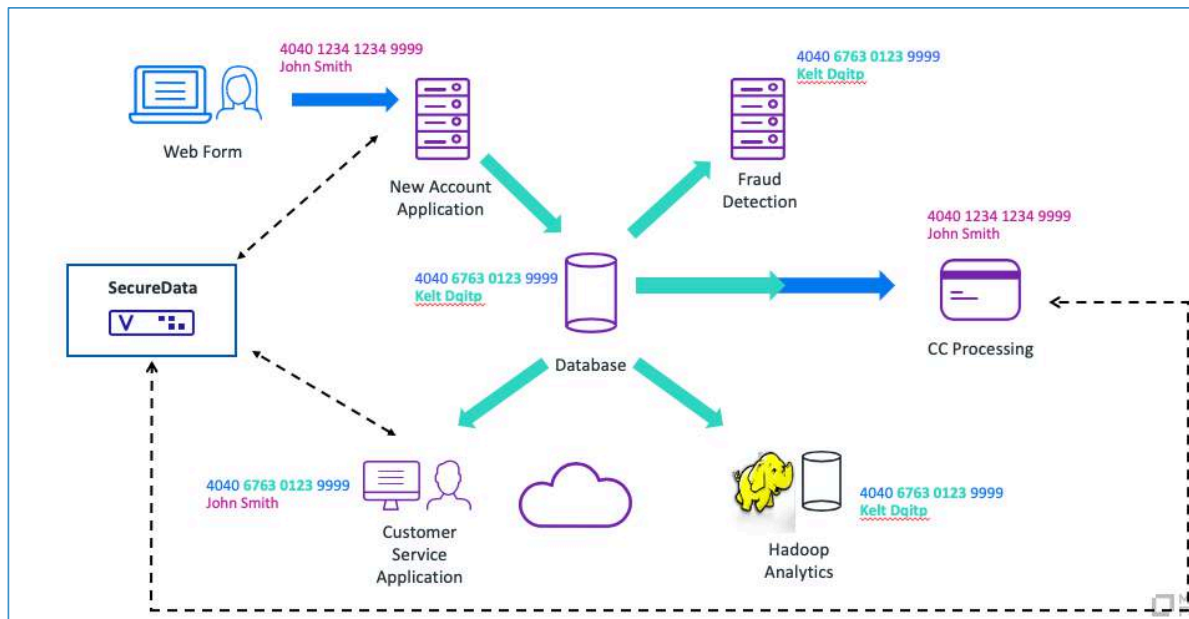 4040 1234 1234 9999
John Smith
Web Form
New Account
Application
4040 6763 0123 9999
Kelt Dqitp
Fraud
Detection
4040 1234 1234 9999
John Smith
CC Processing
SecureData
V
4040 6763 0123 9999
Kelt Dqitp
Database
4040 6763 0123 9999
John Smith
Customer
Service
Application
4040 6763 0123 9999
Kelt Dqitp
Hadoop
Analytics